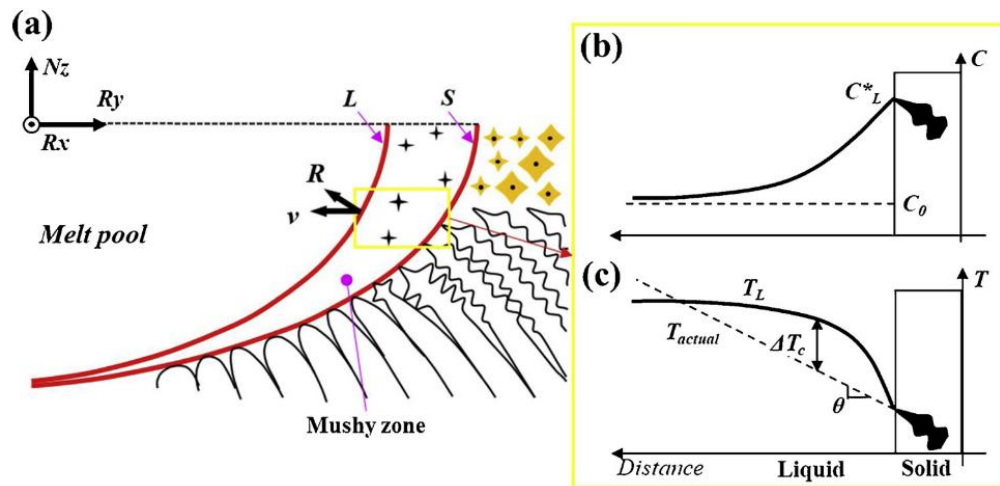 (a)
Nz
Ry
Rx
L
S
R
v
Melt pool
Mushy zone
(b)
C
C*L
C0
(c)
T
TL
Tactual
ΔTc
θ
Distance
Liquid
Solid